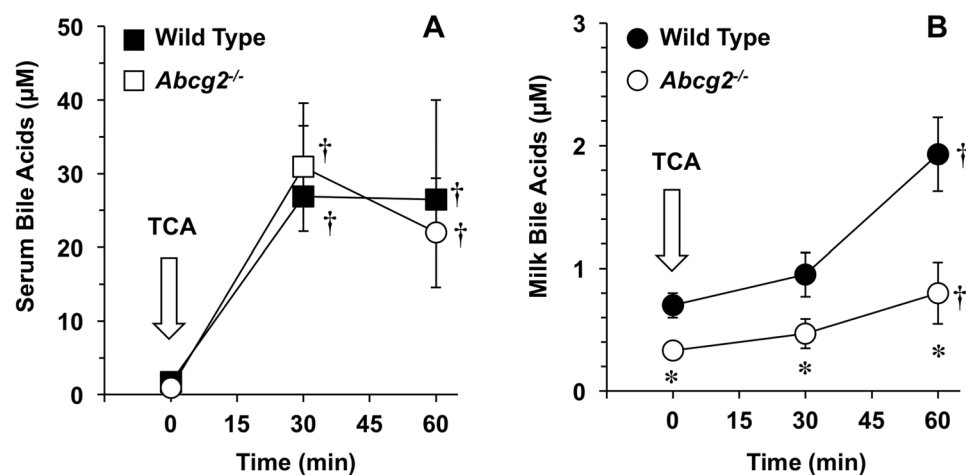 A
Wild Type
Abcg2-/-
Serum Bile Acids (µM)
50
40
30
20
10
0
TCA
†
†
†
†
0 15 30 45 60
Time (min)
B
Wild Type
Abcg2-/-
Milk Bile Acids (µM)
3
2
1
0
TCA
†
†
* * *
0 15 30 45 60
Time (min)